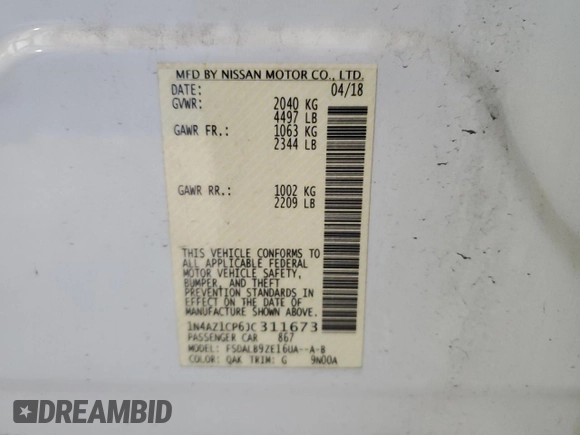 MFD BY NISSAN MOTOR CO., LTD.
DATE: 04/18
GVWR: 2040 KG
4497 LB
GAWR FR.: 1063 KG
2344 LB
GAWR RR.: 1002 KG
2209 LB
THIS VEHICLE CONFORMS TO
ALL APPLICABLE FEDERAL
MOTOR VEHICLE SAFETY,
BUMPER, AND THEFT
PREVENTION STANDARDS IN
EFFECT ON THE DATE OF
MANUFACTURE SHOWN ABOVE.
1N4AZ1CP6JC311673
PASSENGER CAR 867
MODEL: FSDALB9ZE16UA--A-B
COLOR: QAK TRIM: G 9N00A
DREAMBID
DREAMBID